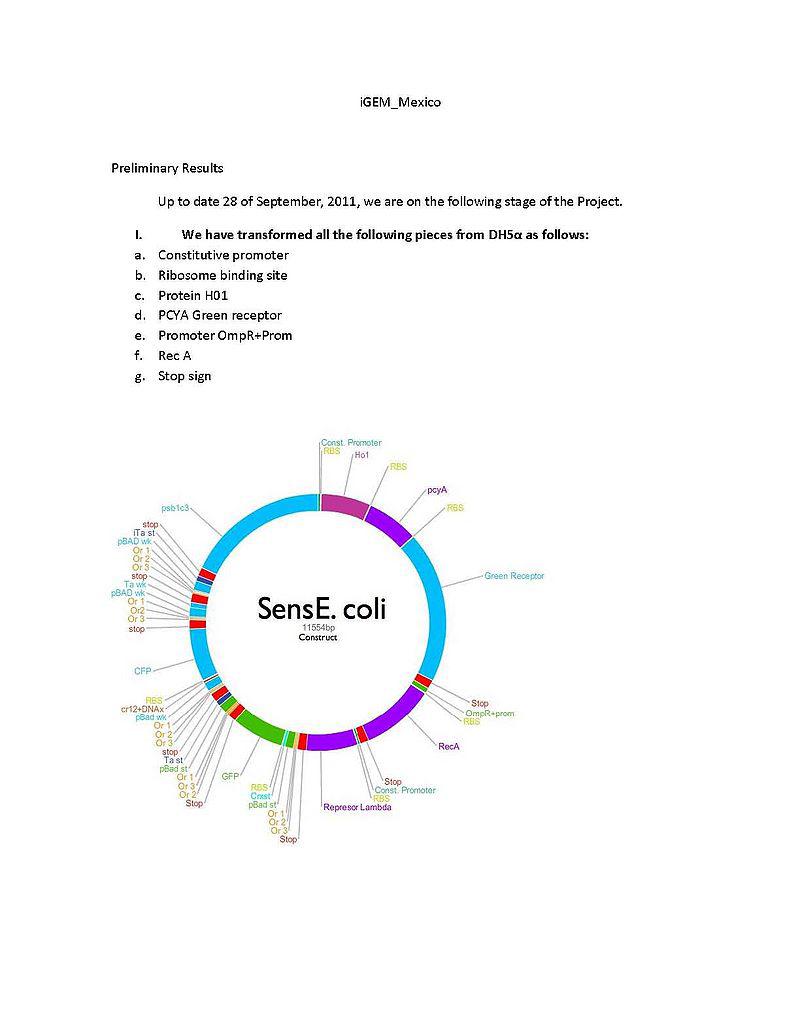 iGEM_Mexico
Preliminary Results
Up to date 28 of September, 2011, we are on the following stage of the Project.
I. We have transformed all the following pieces from DH5α as follows:
a. Constitutive promoter
b. Ribosome binding site
c. Protein H01
d. PCYA Green receptor
e. Promoter OmpR+Prom
f. Rec A
g. Stop sign
Const. Promoter
RBS
Ho1
RBS
pcyA
RBS
Green Receptor
Stop
OmpR+prom
RBS
RecA
Stop
Const. Promoter
RBS
Represor Lambda
Stop
Or 3
Or 2
Or 1
pBad st
Cnxst
RBS
GFP
Stop
Or 2
Or 3
Or 1
pBad st
Ta st
stop
Or 3
Or 2
Or 1
pBad wk
cr12+DNAx
RBS
CFP
stop
Or 3
Or2
Or 1
pBAD wk
Ta wk
stop
Or 3
Or 2
Or 1
pBAD wk
iTa st
stop
psb1c3
SensE. coli
11554bp
Construct